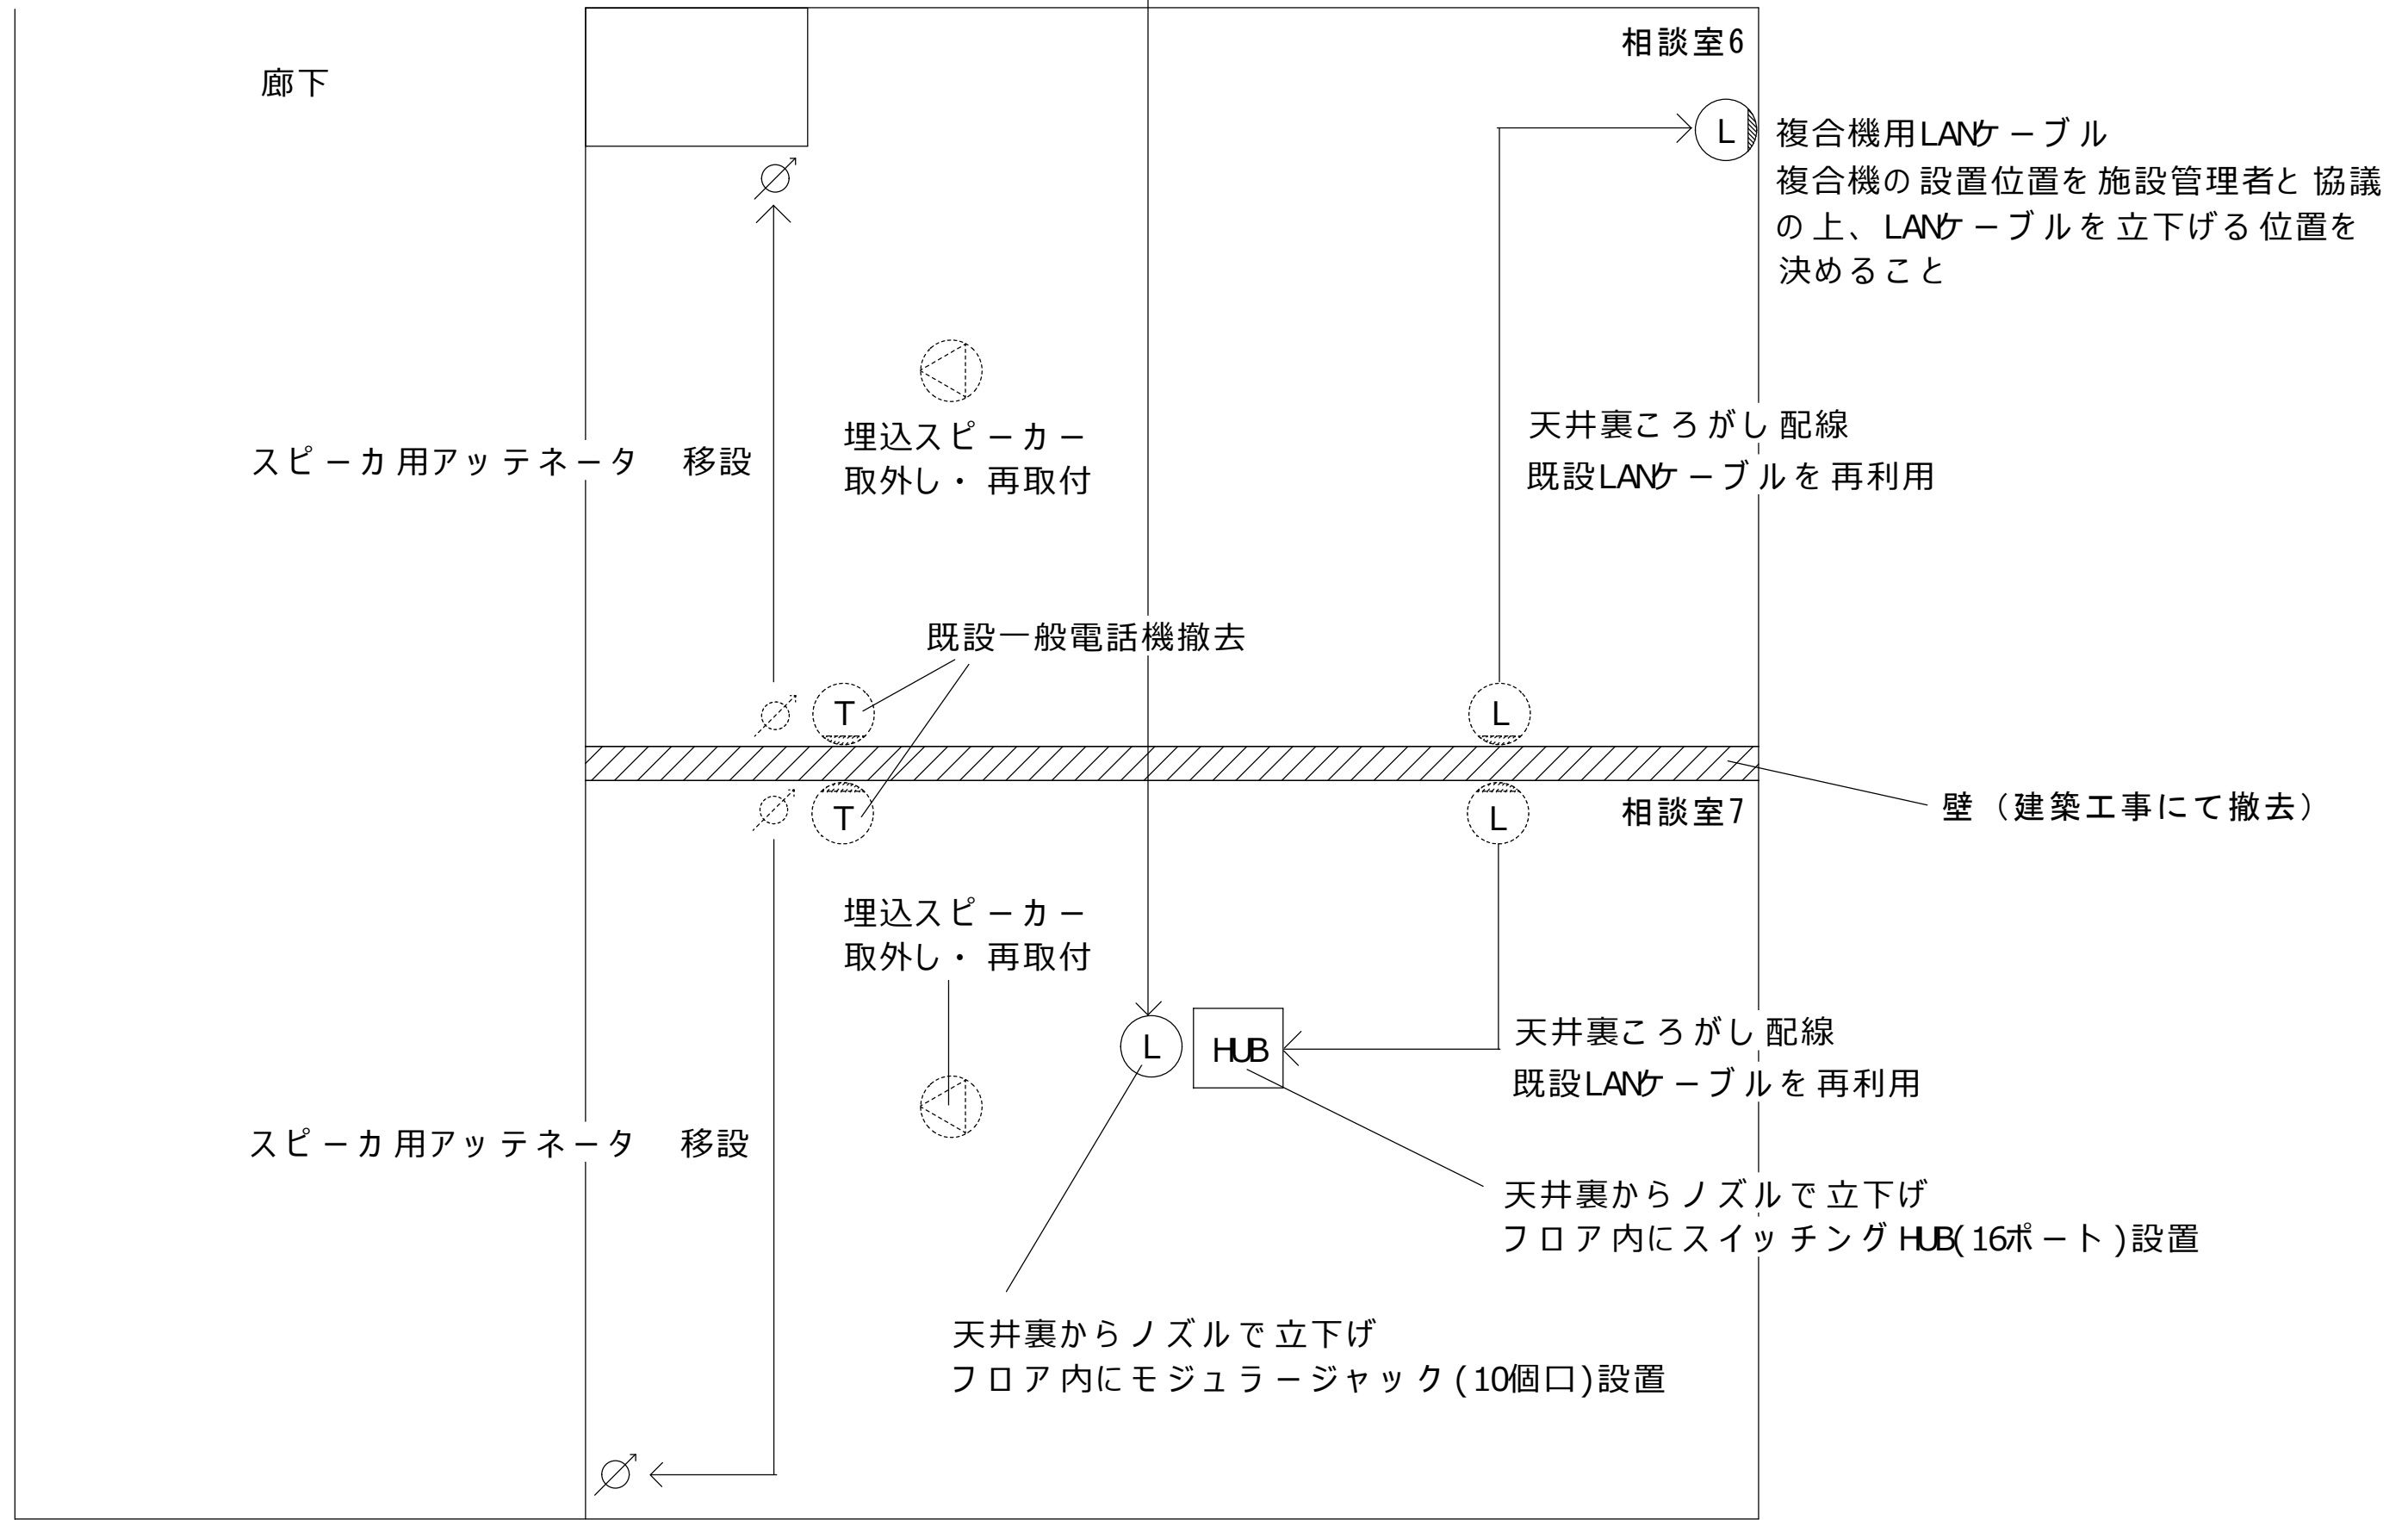 相談室6
廊下
L
複合機用LANケーブル
複合機の設置位置を施設管理者と協議
の上、LANケーブルを立下げる位置を
決めること
天井裏ころがし配線
既設LANケーブルを再利用
埋込スピーカー
取外し・再取付
スピーカ用アッテネータ　移設
既設一般電話機撤去
T
L
T
L
相談室7
壁（建築工事にて撤去）
埋込スピーカー
取外し・再取付
L
HUB
天井裏ころがし配線
既設LANケーブルを再利用
スピーカ用アッテネータ　移設
天井裏からノズルで立下げ
フロア内にスイッチングHUB(16ポート)設置
天井裏からノズルで立下げ
フロア内にモジュラージャック(10個口)設置